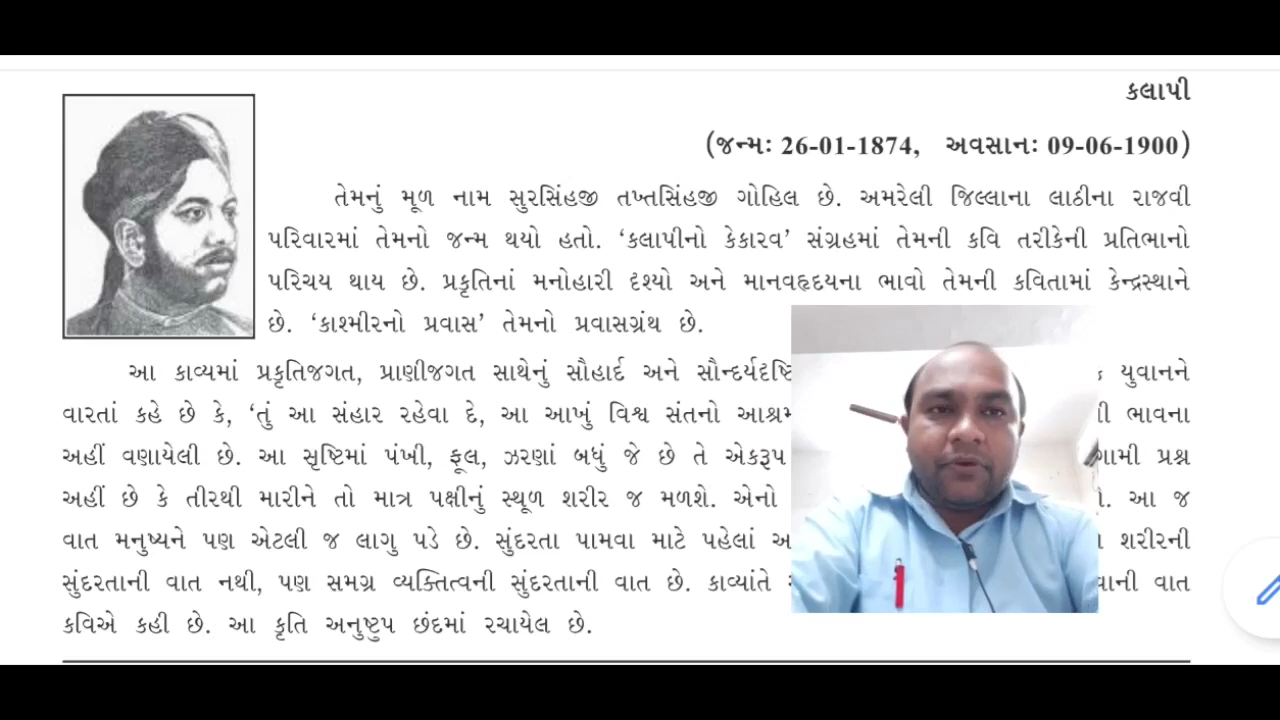 કલાપી
(જન્મઃ 26-01-1874, અવસાનઃ 09-06-1900)
તેમનું મૂળ નામ સુરસિંહજી તખ્તસિંહજી ગોહિલ છે. અમરેલી જિલ્લાના લાઠીના રાજવી
પરિવારમાં તેમનો જન્મ થયો હતો. ‘કલાપીનો કેકારવ’ સંગ્રહમાં તેમની કવિ તરીકેની પ્રતિભાનો
પરિચય થાય છે. પ્રકૃતિનાં મનોહારી દૃશ્યો અને માનવહૃદયના ભાવો તેમની કવિતામાં કેન્દ્રસ્થાને
છે. ‘કાશ્મીરનો પ્રવાસ’ તેમનો પ્રવાસગ્રંથ છે.
આ કાવ્યમાં પ્રકૃતિજગત, પ્રાણીજગત સાથેનું સૌહાર્દ અને સૌન્દર્યદૃષ્ટિ યુવાનને
વારતાં કહે છે કે, ‘તું આ સંહાર રહેવા દે, આ આખું વિશ્વ સંતનો ભાવના
અહીં વણાયેલી છે. આ સૃષ્ટિમાં પંખી, ફૂલ, ઝરણાં બધું જે છે તે એકરૂપ પ્રશ્ન
અહીં છે કે તીરથી મારીને તો માત્ર પક્ષીનું સ્થૂળ શરીર જ મળશે. એનો આ જ
વાત મનુષ્યને પણ એટલી જ લાગુ પડે છે. સુંદરતા પામવા માટે પહેલાં શરીરની
સુંદરતાની વાત નથી, પણ સમગ્ર વ્યક્તિત્વની સુંદરતાની વાત છે. કાવ્યાંતે વાત
કવિએ કહી છે. આ કૃતિ અનુષ્ટુપ છંદમાં રચાયેલ છે.